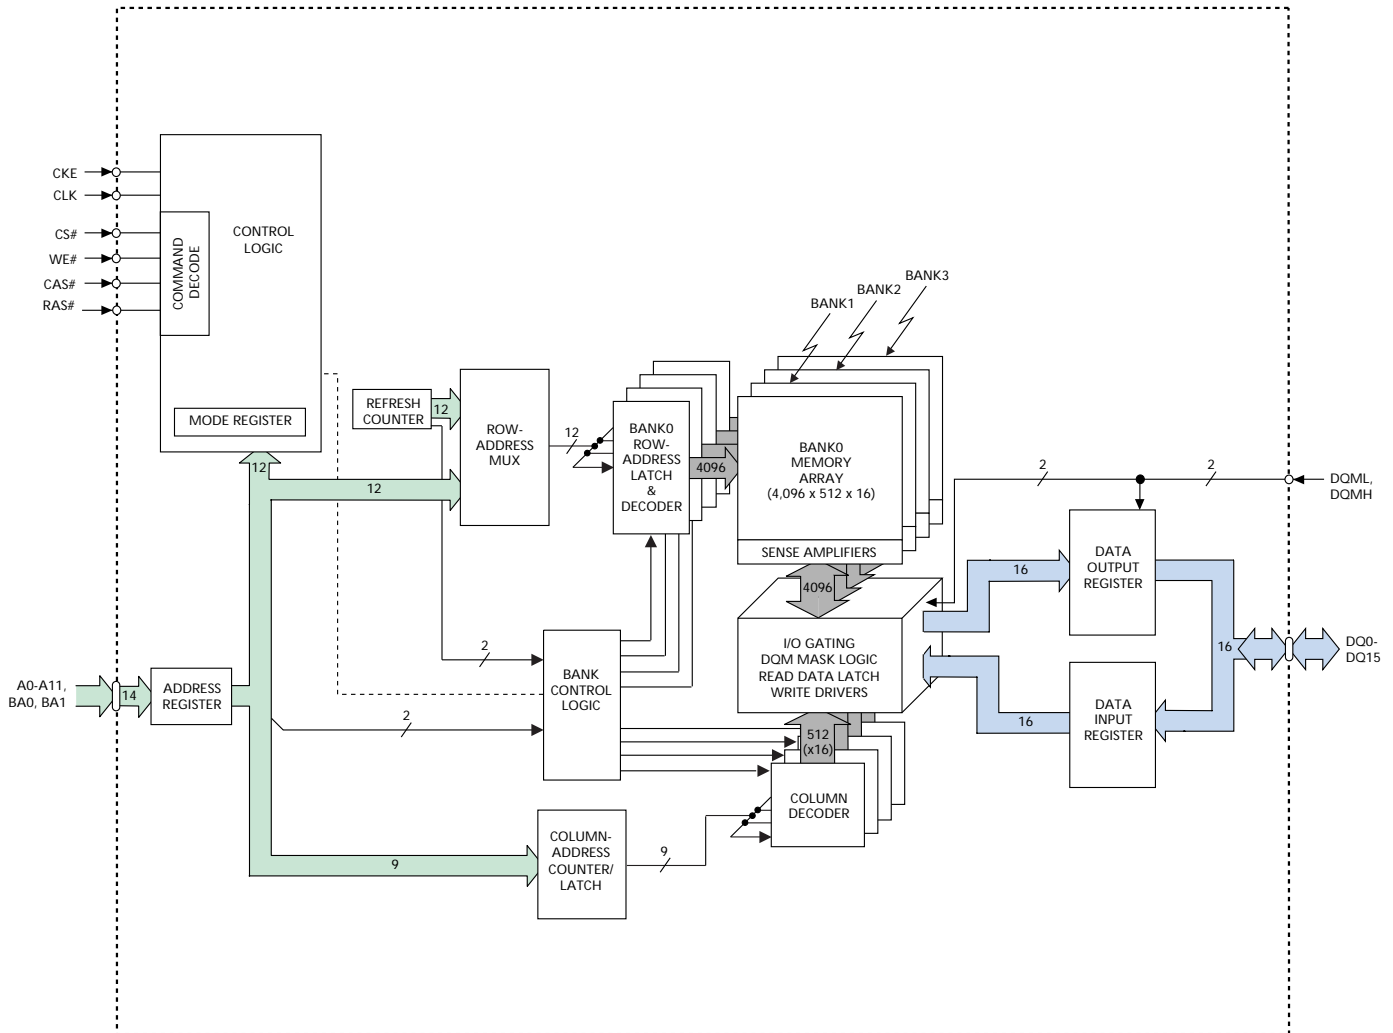 CKE
CLK
CS#
WE#
CAS#
RAS#
COMMAND
DECODE
CONTROL
LOGIC
MODE REGISTER
12
BANK1
BANK2
BANK3
REFRESH
COUNTER
12
12
ROW-
ADDRESS
MUX
12
BANK0
ROW-
ADDRESS
LATCH
&
DECODER
4096
BANK0
MEMORY
ARRAY
(4,096 x 512 x 16)
SENSE AMPLIFIERS
4096
I/O GATING
DQM MASK LOGIC
READ DATA LATCH
WRITE DRIVERS
2
2
DQML,
DQMH
DATA
OUTPUT
REGISTER
16
16
DQ0-
DQ15
DATA
INPUT
REGISTER
16
A0-A11,
BA0, BA1
14
ADDRESS
REGISTER
2
2
BANK
CONTROL
LOGIC
512
(x16)
COLUMN
DECODER
9
COLUMN-
ADDRESS
COUNTER/
LATCH
9